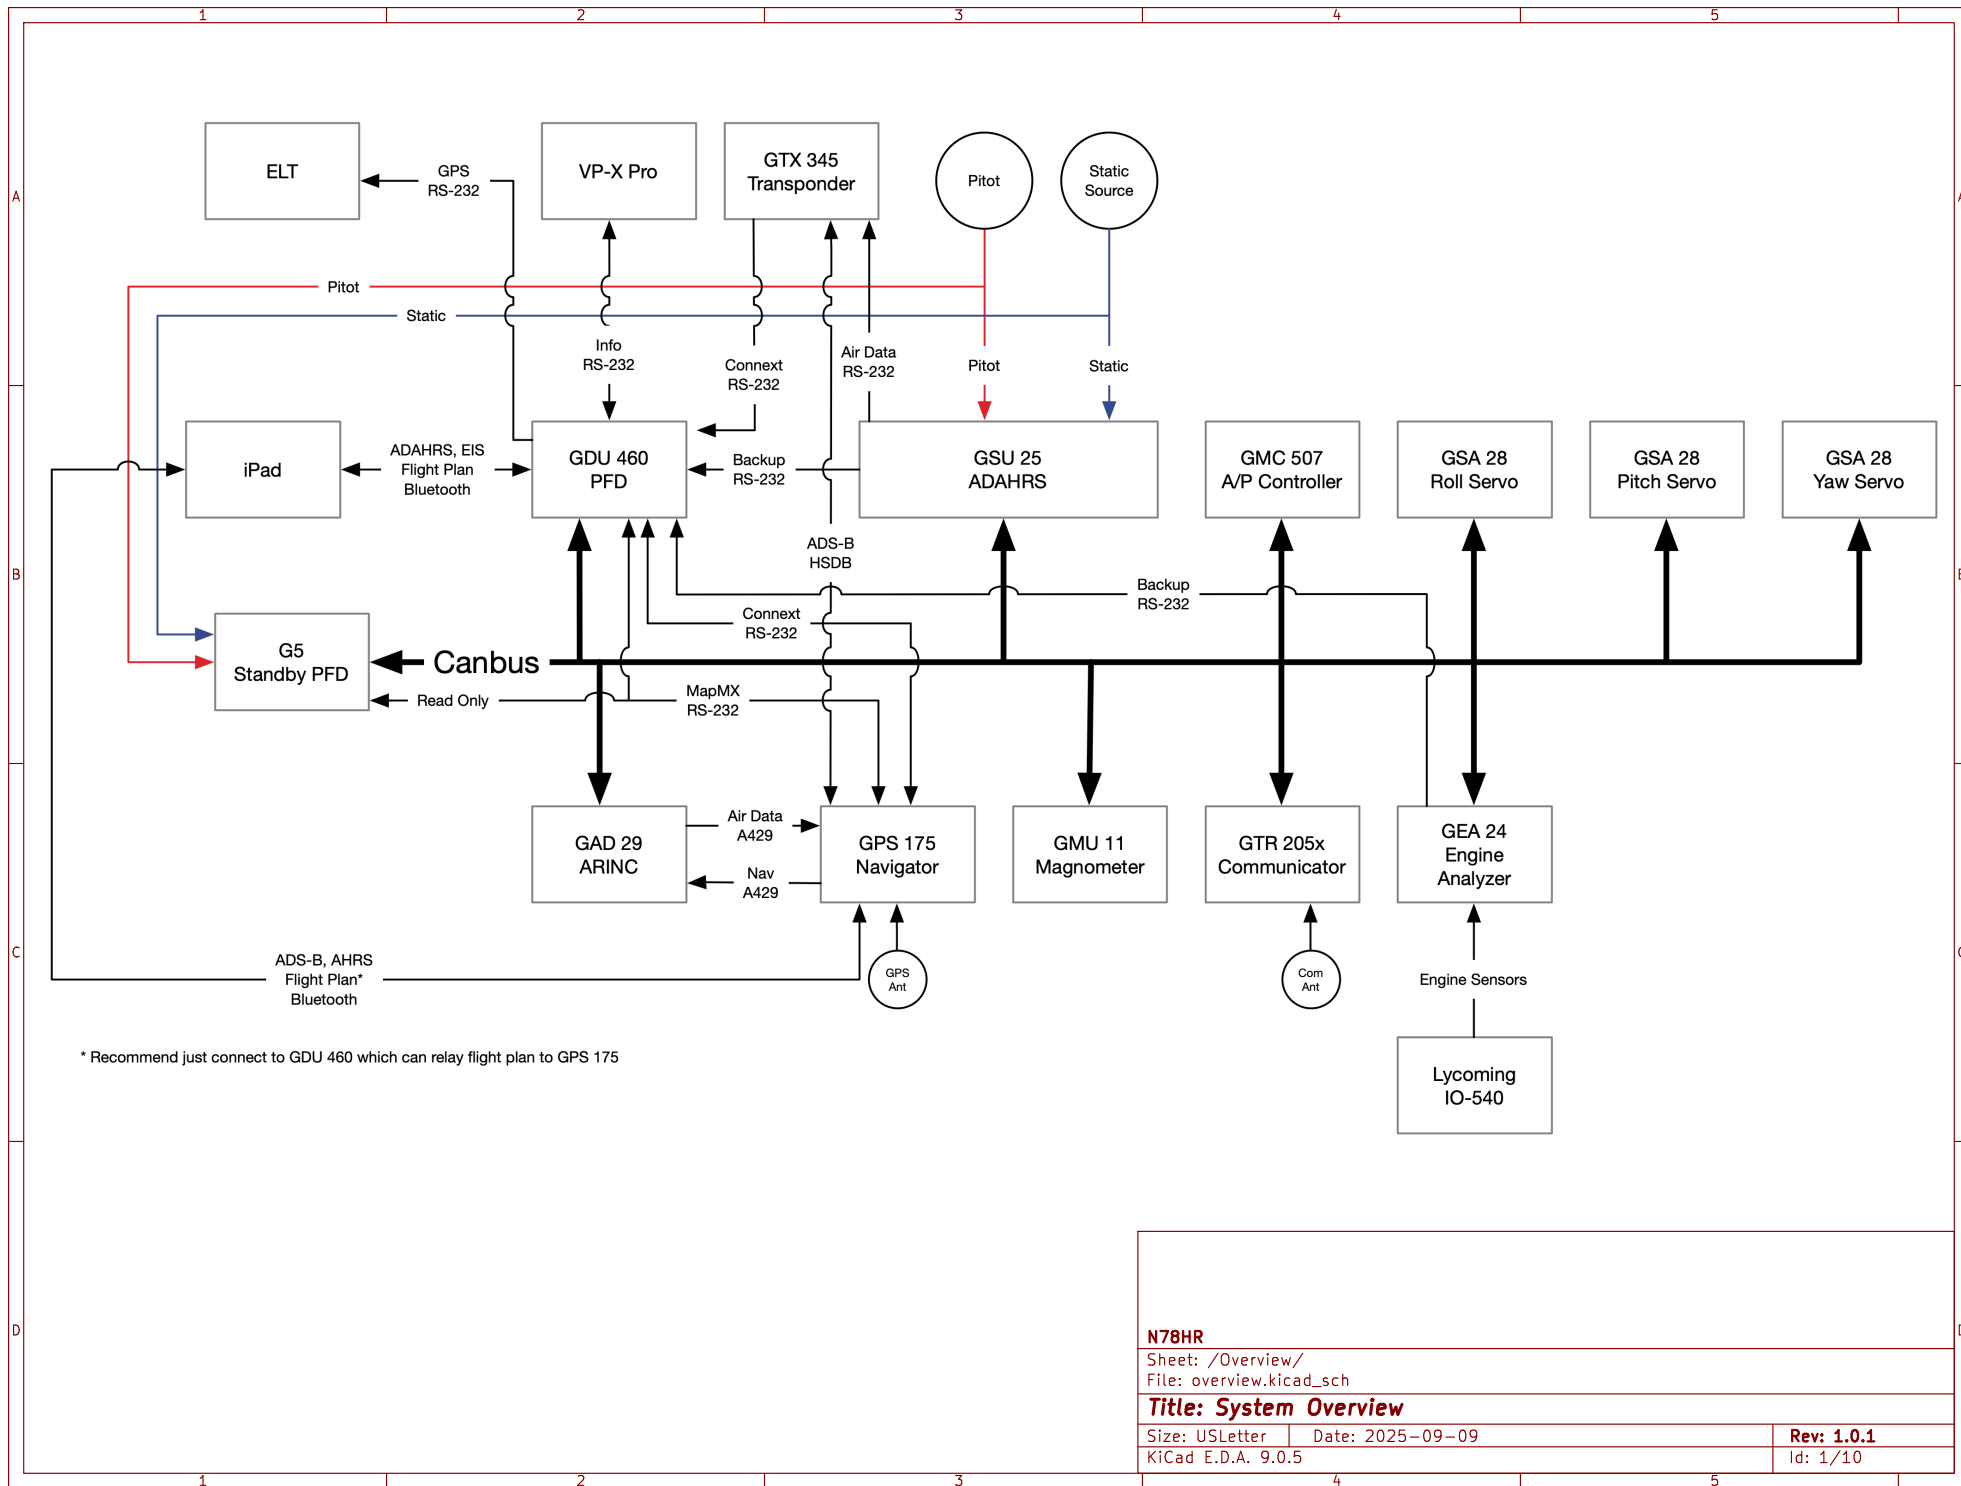 1
2
3
4
5
A
A
ELT
GPS
RS-232
VP-X Pro
GTX 345
Transponder
Pitot
Static
Source
Pitot
Static
Info
RS-232
Connext
RS-232
Air Data
RS-232
Pitot
Static
iPad
ADAHRS, EIS
Flight Plan
Bluetooth
GDU 460
PFD
Backup
RS-232
GSU 25
ADAHRS
GMC 507
A/P Controller
GSA 28
Roll Servo
GSA 28
Pitch Servo
GSA 28
Yaw Servo
ADS-B
HSDB
B
Backup
RS-232
Connext
RS-232
G5
Standby PFD
Canbus
Read Only
MapMX
RS-232
GAD 29
ARINC
Air Data
A429
Nav
A429
GPS 175
Navigator
GMU 11
Magnometer
GTR 205x
Communicator
GEA 24
Engine
Analyzer
C
ADS-B, AHRS
Flight Plan*
Bluetooth
GPS
Ant
Com
Ant
Engine Sensors
* Recommend just connect to GDU 460 which can relay flight plan to GPS 175
Lycoming
IO-540
D
N78HR
Sheet: /Overview/
File: overview.kicad_sch
Title: System Overview
Size: USLetter
Date: 2025-09-09
Rev: 1.0.1
KiCad E.D.A. 9.0.5
Id: 1/10
1
2
3
4
5